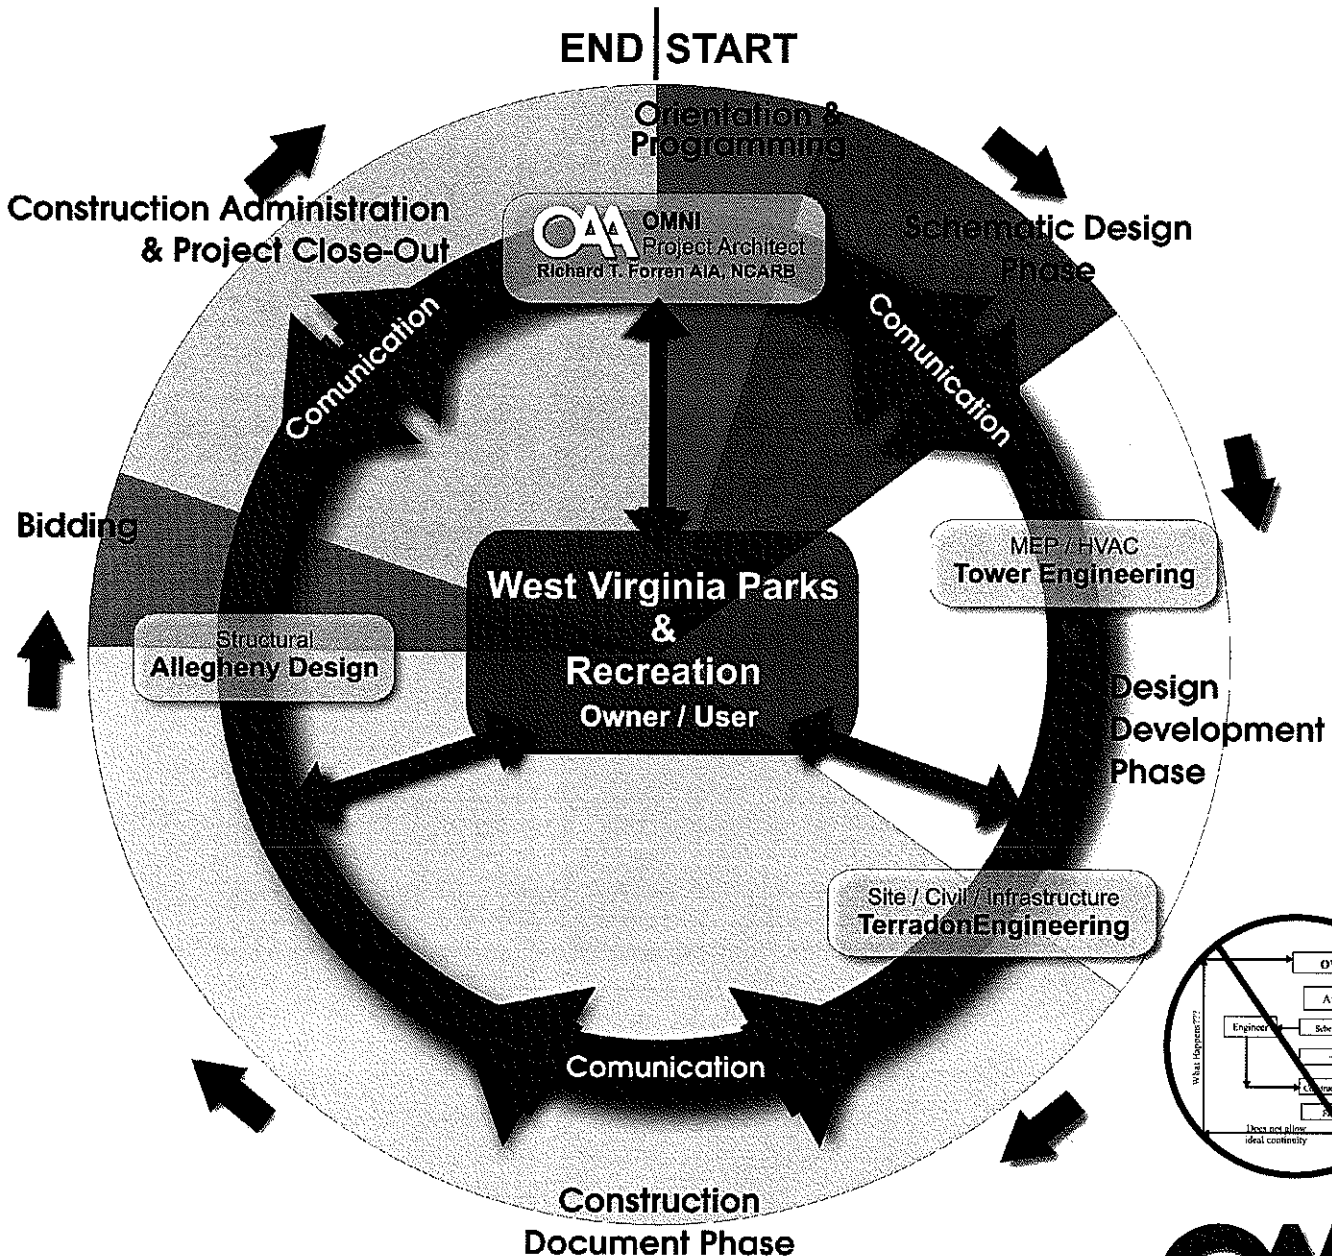 END START
Orientation &
Programming
Construction Administration
& Project Close-Out
OAA OMNI
Project Architect
Richard T. Forren AIA, NCARB
Schematic Design
Phase
Comunication
Comunication
Bidding
MEP / HVAC
Tower Engineering
West Virginia Parks
&
Recreation
Owner / User
Structural
Allegheny Design
Design
Development
Phase
Site / Civil / Infrastructure
TerradonEngineering
What Happens???
Engineer
Does not allow
ideal continuity
Comunication
Construction
Document Phase